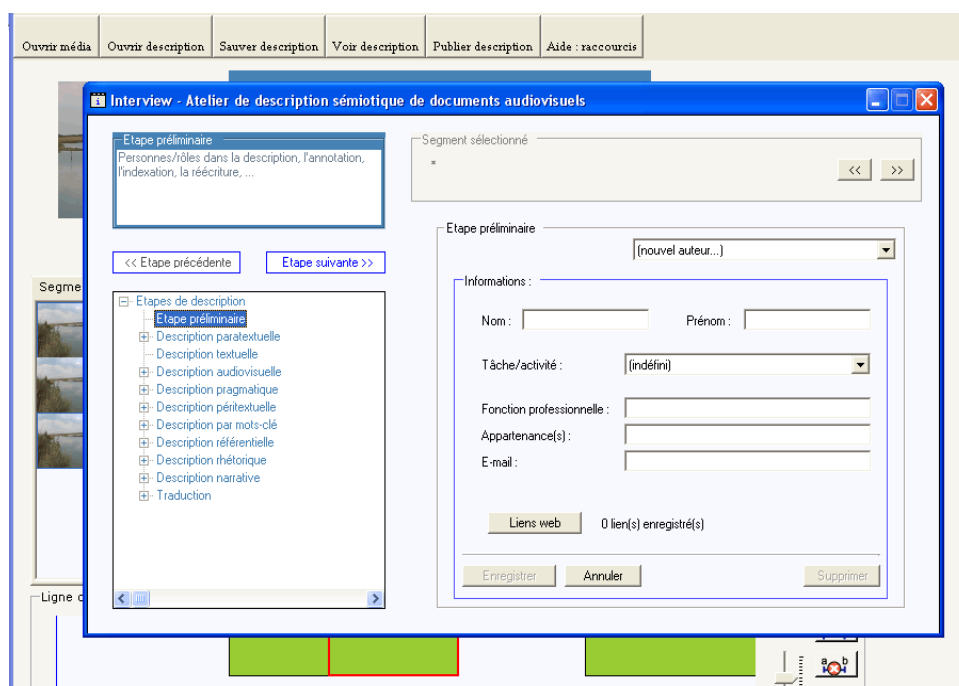 Ouvrir média Ouvrir description Sauver description Voir description Publier description Aide : raccourcis
Interview - Atelier de description sémiotique de documents audiovisuels
Etape préliminaire
Personnes/rôles dans la description, l'annotation,
l'indexation, la réécriture, ...
Segment sélectionné
*
<< >>
<< Etape précédente Etape suivante >>
Etape préliminaire
(nouvel auteur...)
Segme
Etapes de description
Etape préliminaire
Description paratextuelle
Description textuelle
Description audiovisuelle
Description pragmatique
Description péritextuelle
Description par mots-clé
Description référentielle
Description rhétorique
Description narrative
Traduction
Informations :
Nom : Prénom :
Tâche/activité : (indéfini)
Fonction professionnelle :
Appartenance(s) :
E-mail :
Liens web 0 lien(s) enregistré(s)
Enregistrer Annuler Supprimer
Ligne d
a b